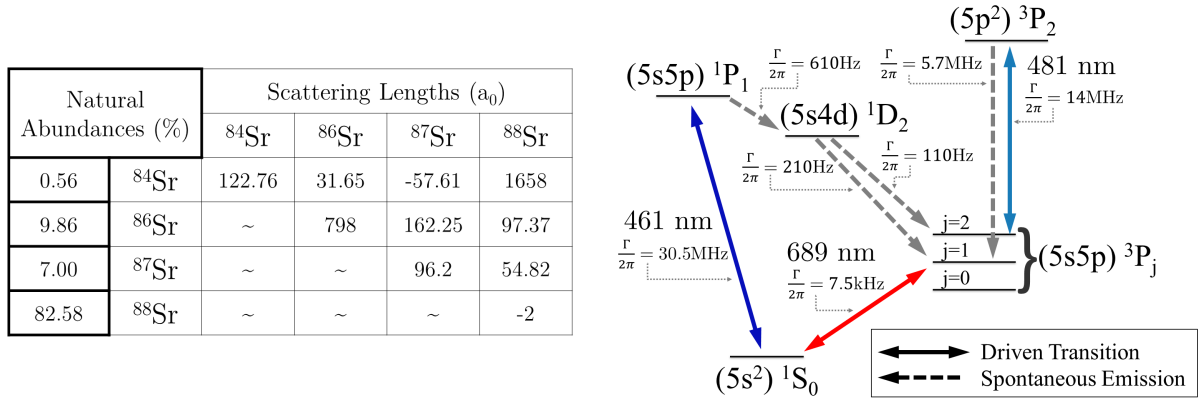 Natural
Abundances (%)
Scattering Lengths (a₀)
⁸⁴Sr ⁸⁶Sr ⁸⁷Sr ⁸⁸Sr
0.56 ⁸⁴Sr 122.76 31.65 -57.61 1658
9.86 ⁸⁶Sr ~ 798 162.25 97.37
7.00 ⁸⁷Sr ~ ~ 96.2 54.82
82.58 ⁸⁸Sr ~ ~ ~ -2
(5p²) ³P₂
(5s5p) ¹P₁
Γ/2π = 610Hz
Γ/2π = 5.7MHz
481 nm
Γ/2π = 14MHz
(5s4d) ¹D₂
Γ/2π = 210Hz
Γ/2π = 110Hz
461 nm
Γ/2π = 30.5MHz
689 nm
Γ/2π = 7.5kHz
j=2
j=1
j=0
(5s5p) ³Pⱼ
(5s²) ¹S₀
Driven Transition
Spontaneous Emission